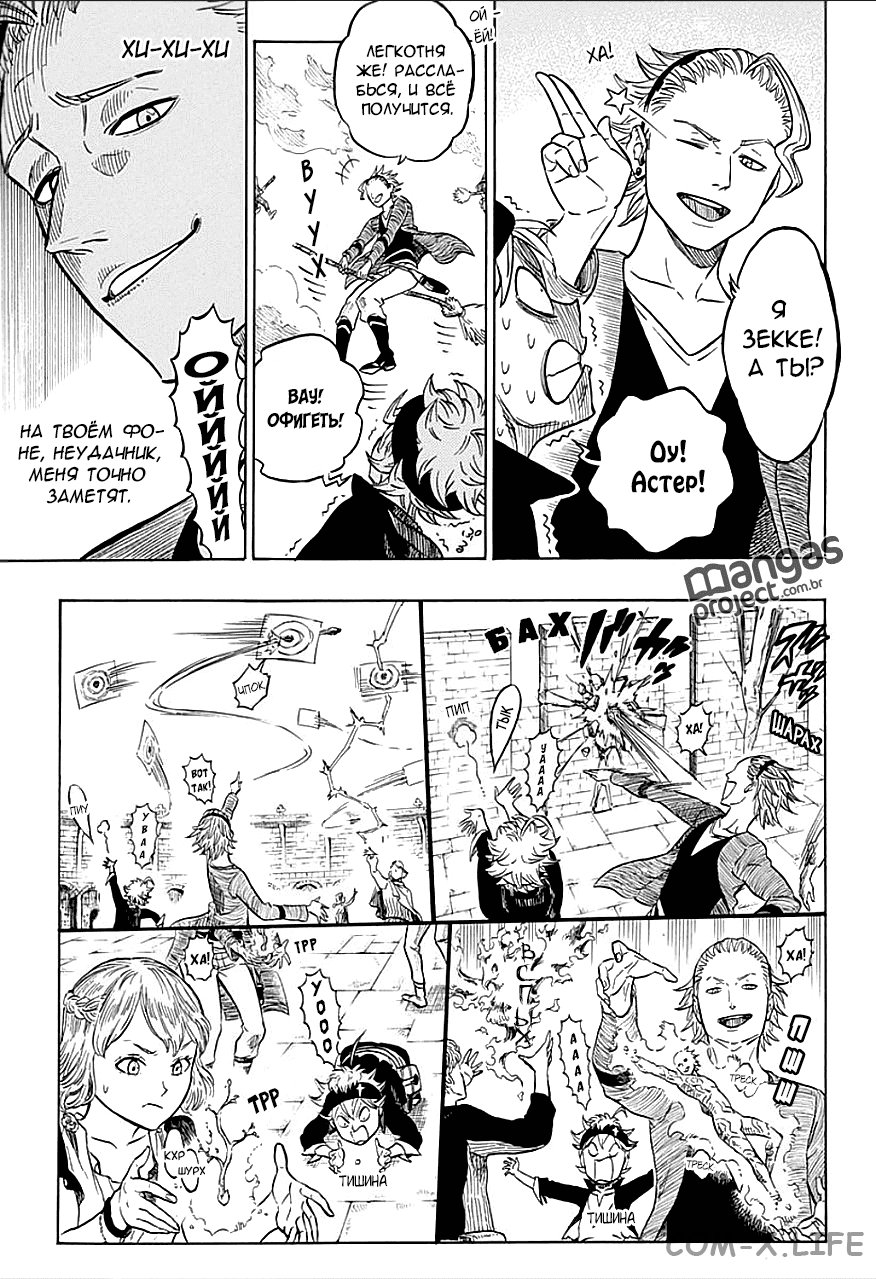 ХА!
Я
ЗЕККЕ!
А ТЫ?
Оу!
Астер!
ОЙ-
ЁЙ!
ЛЕГКОТНЯ
ЖЕ! РАССЛА-
БЬСЯ, И ВСЁ
ПОЛУЧИТСЯ.
ВУУХ
ВАУ!
ОФИГЕТЬ!
ХИ-ХИ-ХИ
ОЙЙЙЙЙ
НА ТВОЁМ ФО-
НЕ, НЕУДАЧНИК,
МЕНЯ ТОЧНО
ЗАМЕТЯТ.
mangas
project.com.br
БАХ
ШАРАХ
ХА!
ТЫК
ПИП
УАААА
ЧПОК
ВОТ
ТАК!
УВАА
ПИУ
ХА!
ПШШ
ТРЕСК
ТРЕСК
АААА
ТИШИНА
ХА!
ТРР
УООО
ТРР
КХР
ШУРХ
ТИШИНА
COM-X.LIFE